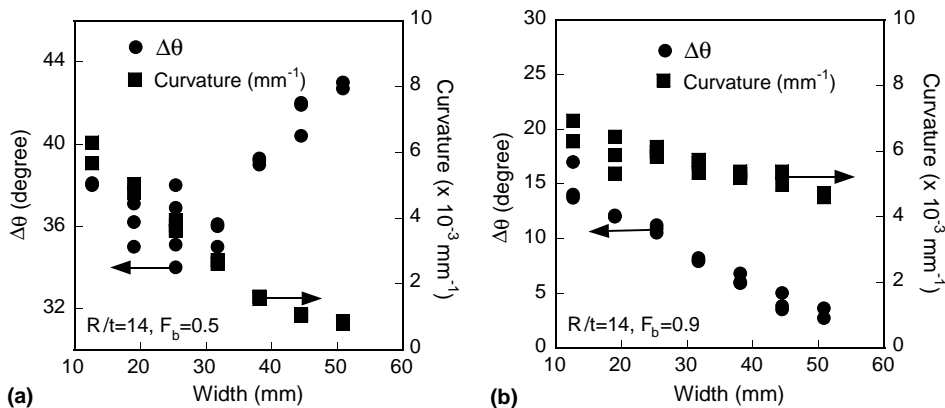 44
40
36
32
Δθ (degree)
Δθ
Curvature (mm⁻¹)
R/t=14, F_b=0.5
10
8
6
4
2
0
Curvature (x 10⁻³ mm⁻¹)
10 20 30 40 50 60
Width (mm)
(a)
30
25
20
15
10
5
0
Δθ (degree)
Δθ
Curvature (mm⁻¹)
R/t=14, F_b=0.9
10
8
6
4
2
0
Curvature (x 10⁻³ mm⁻¹)
10 20 30 40 50 60
Width (mm)
(b)